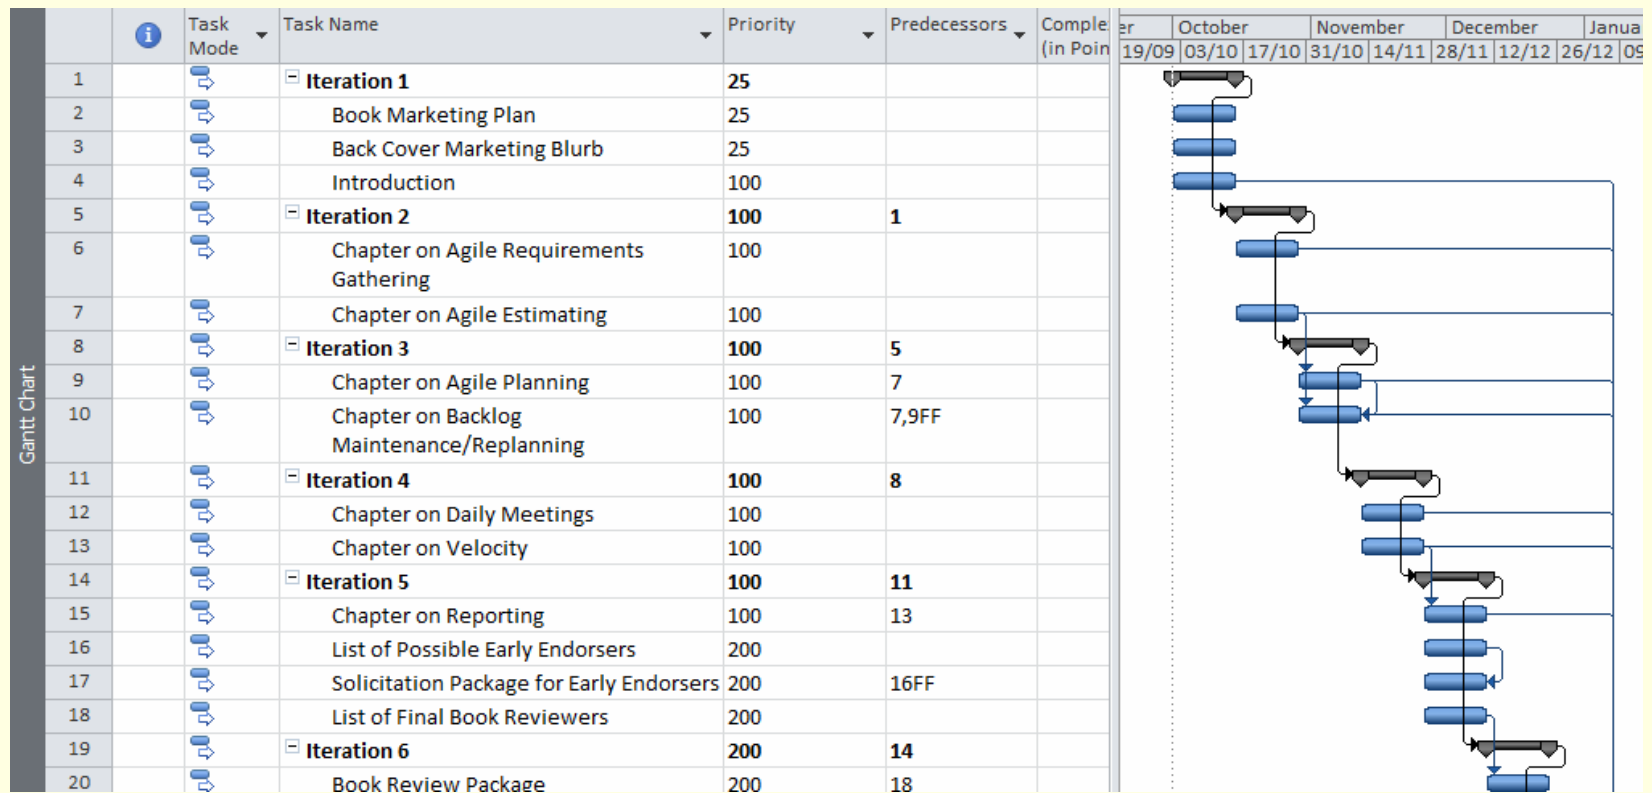 Task Mode Task Name Priority Predecessors Comple (in Poin
er October November December Janua
19/09 03/10 17/10 31/10 14/11 28/11 12/12 26/12 09
Gantt Chart
1 Iteration 1 25
2 Book Marketing Plan 25
3 Back Cover Marketing Blurb 25
4 Introduction 100
5 Iteration 2 100 1
6 Chapter on Agile Requirements 100
Gathering
7 Chapter on Agile Estimating 100
8 Iteration 3 100 5
9 Chapter on Agile Planning 100 7
10 Chapter on Backlog 100 7,9FF
Maintenance/Replanning
11 Iteration 4 100 8
12 Chapter on Daily Meetings 100
13 Chapter on Velocity 100
14 Iteration 5 100 11
15 Chapter on Reporting 100 13
16 List of Possible Early Endorsers 200
17 Solicitation Package for Early Endorsers 200 16FF
18 List of Final Book Reviewers 200
19 Iteration 6 200 14
20 Book Review Package 200 18